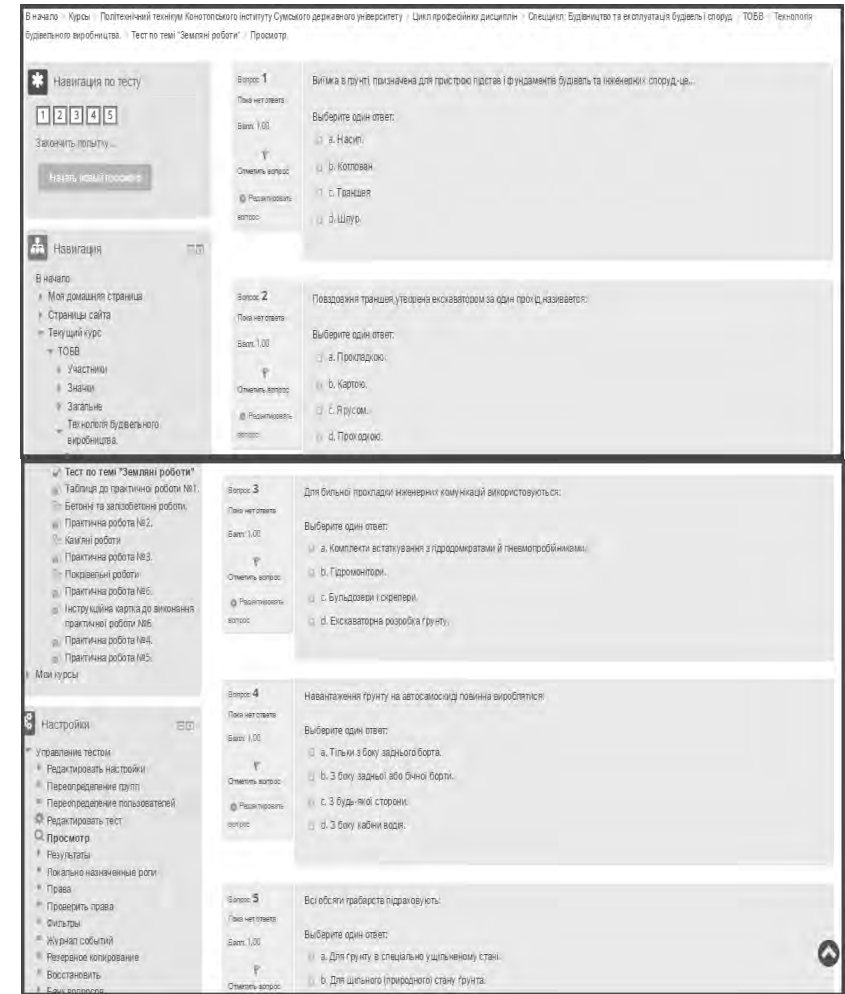 В начало Курсы Політехнічний технікум Конотопського інституту Сумського державного університету Цикл професійних дисциплін Спеццикл: Будівництво та експлуатація будівель і споруд ТОБВ Технологія
будівельного виробництва. Тест по темі "Земляні роботи" Просмотр
Навигация по тесту
1 2 3 4 5
Закончить попытку...
Начать новый просмотр
Навигация
В начало
Моя домашняя страница
Страницы сайта
Текущий курс
ТОБВ
Участники
Значки
Загальне
Технологія будівельного
виробництва.
Тест по темі "Земляні роботи"
Таблиця до практичної роботи №1.
Бетонні та залізобетонні роботи.
Практична робота №2.
Кам'яні роботи
Практична робота №3.
Покрівельні роботи
Практична робота №6.
Інструкційна картка до виконання
практичної роботи №6
Практична робота №4.
Практична робота №5.
Мои курсы
Настройки
Управление тестом
Редактировать настройки
Переопределение групп
Переопределение пользователей
Редактировать тест
Просмотр
Результаты
Локально назначенные роли
Права
Проверить права
Фильтры
Журнал событий
Резервное копирование
Восстановить
Банк вопросов
Вопрос 1
Пока нет ответа
Балл: 1,00
Отметить вопрос
Редактировать
вопрос
Виїмка в грунті, призначена для пристрою підстав і фундаментів будівель та інженерних споруд-це...
Выберите один ответ:
a. Насип.
b. Котлован.
c. Траншея
d. Шпур.
Вопрос 2
Пока нет ответа
Балл: 1,00
Отметить вопрос
Редактировать
вопрос
Повздовжня траншея,утворена екскаватором за один прохід,називается:
Выберите один ответ:
a. Прокладкою.
b. Картою.
c. Ярусом.
d. Проходкою.
Вопрос 3
Пока нет ответа
Балл: 1,00
Отметить вопрос
Редактировать
вопрос
Для бильної прокладки інженерних комунікацій використовуються:
Выберите один ответ:
a. Комплекти встаткування з гідродомкратами й пневмопробійниками.
b. Гідромонітори.
c. Бульдозери і скрепери.
d. Екскаваторна розробка ґрунту.
Вопрос 4
Пока нет ответа
Балл: 1,00
Отметить вопрос
Редактировать
вопрос
Навантаження ґрунту на автосамоскиді повинна вироблятися:
Выберите один ответ:
a. Тільки з боку заднього борта.
b. З боку задньої або бічної борти.
c. З будь-якої сторони.
d. З боку кабіни водія.
Вопрос 5
Пока нет ответа
Балл: 1,00
Отметить вопрос
Всі обсяги грабарств підраховують:
Выберите один ответ:
a. Для ґрунту в спеціально ущільненому стані.
b. Для щильного (природного) стану ґрунта.